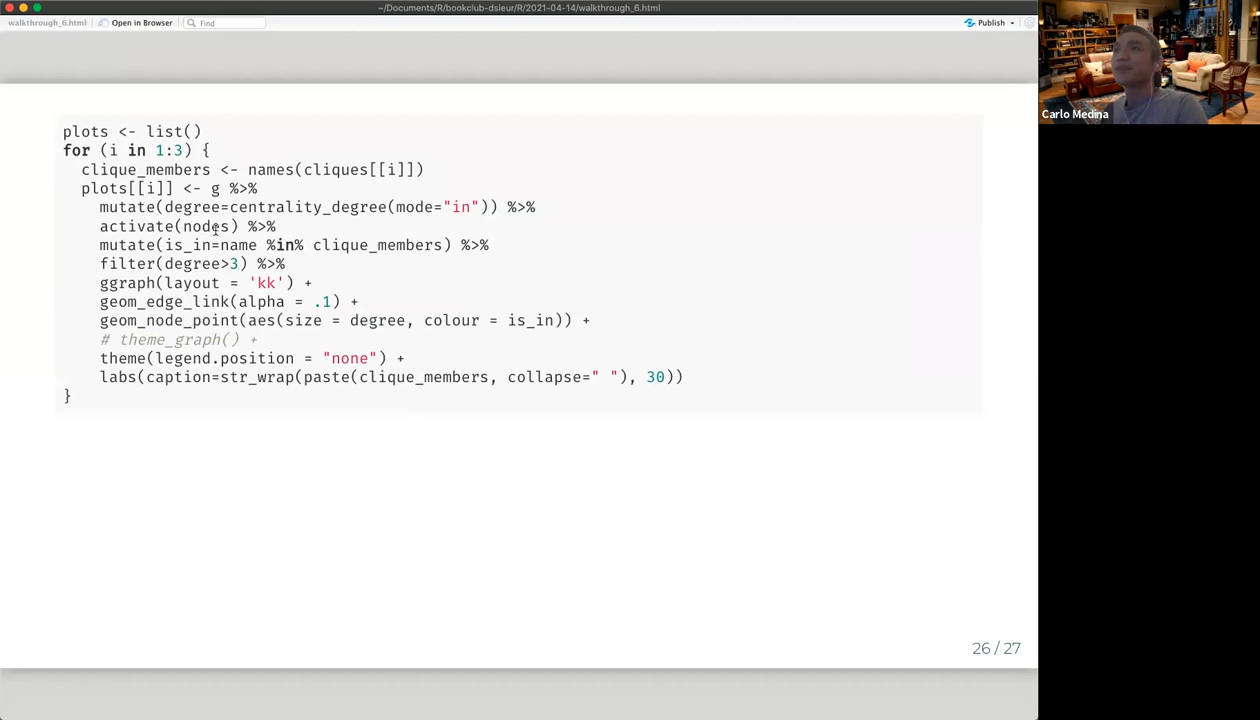 ~/Documents/R/bookclub-dsieur/R/2021-04-14/walkthrough_6.html
walkthrough_6.html
Open in Browser
Find
Publish
Carlo Medina
plots <- list()
for (i in 1:3) {
  clique_members <- names(cliques[[i]])
  plots[[i]] <- g %>%
    mutate(degree=centrality_degree(mode="in")) %>%
    activate(nodes) %>%
    mutate(is_in=name %in% clique_members) %>%
    filter(degree>3) %>%
    ggraph(layout = 'kk') +
    geom_edge_link(alpha = .1) +
    geom_node_point(aes(size = degree, colour = is_in)) +
    # theme_graph() +
    theme(legend.position = "none") +
    labs(caption=str_wrap(paste(clique_members, collapse=" "), 30))
}
26 / 27